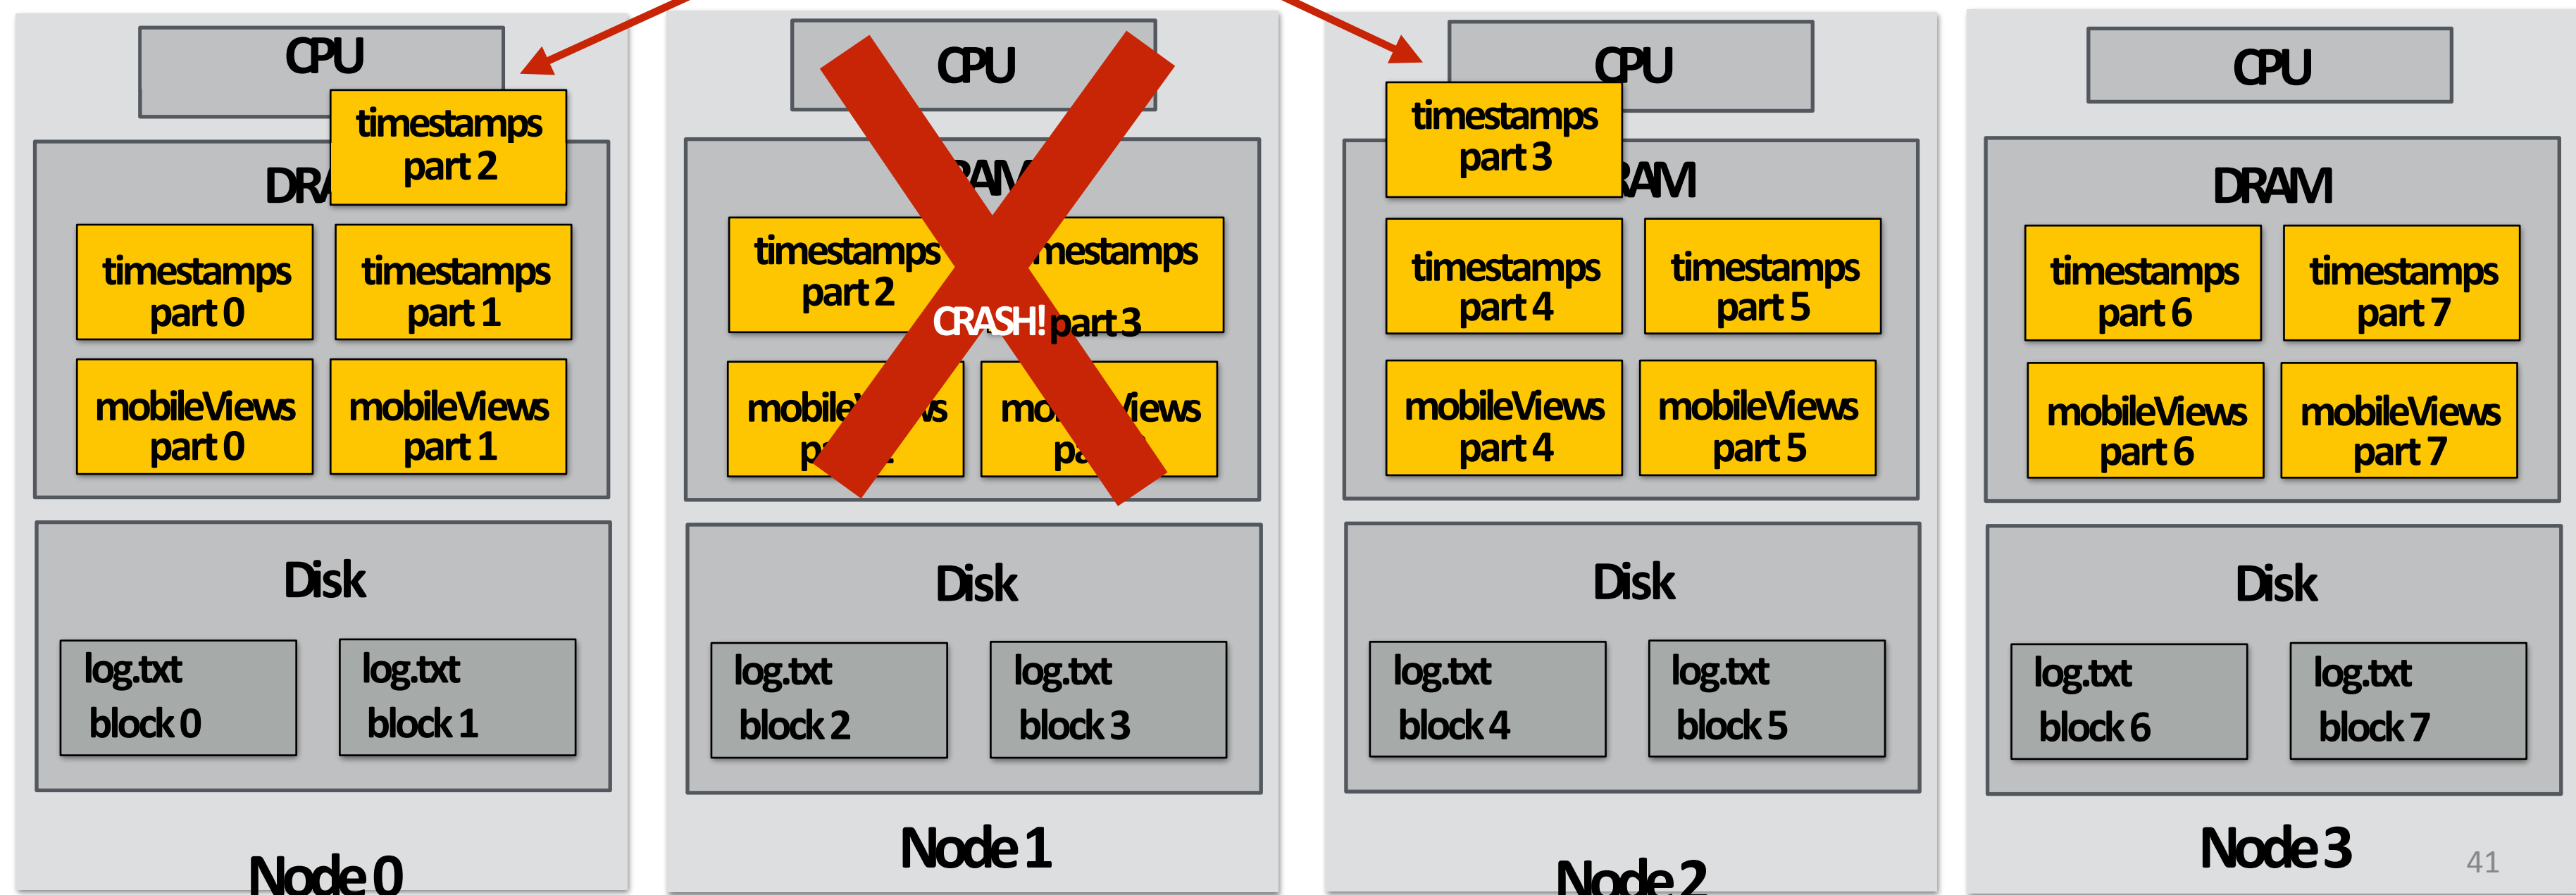 CPU
timestamps
part 2
DRA
timestamps
part 0
timestamps
part 1
mobileViews
part 0
mobileViews
part 1
Disk
log.txt
block 0
log.txt
block 1
Node 0
CPU
RAM
timestamps
part 2
mestamps
part 3
CRASH!
Disk
log.txt
block 2
log.txt
block 3
Node 1
CPU
timestamps
part 3
RAM
timestamps
part 4
timestamps
part 5
mobileViews
part 4
mobileViews
part 5
Disk
log.txt
block 4
log.txt
block 5
Node 2
CPU
DRAM
timestamps
part 6
timestamps
part 7
mobileViews
part 6
mobileViews
part 7
Disk
log.txt
block 6
log.txt
block 7
Node 3
41